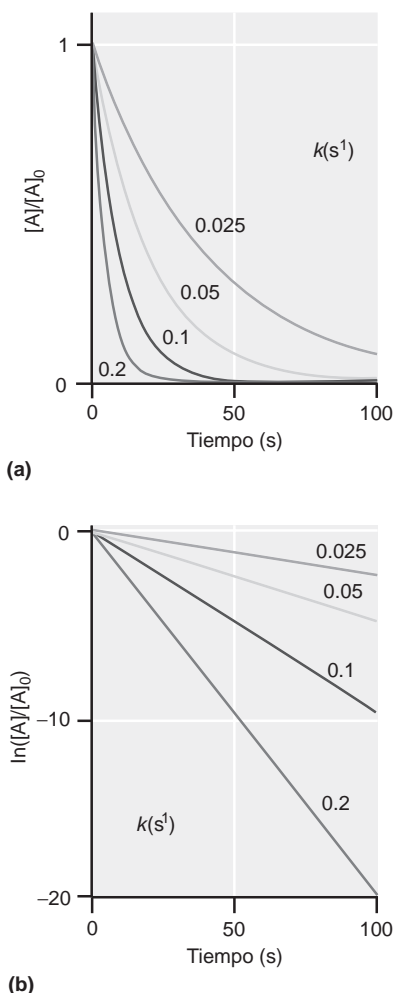 1
[A]/[A]0
k(s1)
0.025
0.05
0.1
0.2
0
0
50
100
Tiempo (s)
(a)
0
0.025
0.05
0.1
ln([A]/[A]0)
–10
0.2
k(s1)
–20
0
50
100
Tiempo (s)
(b)